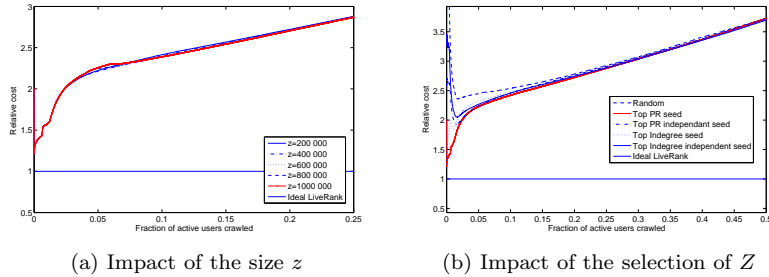 3
2.5
2
1.5
1
0.5
0
0.05
0.1
0.15
0.2
0.25
Relative cost
Fraction of active users crawled
z=200 000
z=400 000
z=600 000
z=800 000
z=1000 000
Ideal LiveRank
(a) Impact of the size z
3.5
3
2.5
2
1.5
1
0.5
0
0.05
0.1
0.15
0.2
0.25
0.3
0.35
0.4
0.45
0.5
Relative cost
Fraction of active users crawled
Random
Top PR seed
Top PR independant seed
Top Indegree seed
Top Indegree independent seed
Ideal LiveRank
(b) Impact of the selection of Z